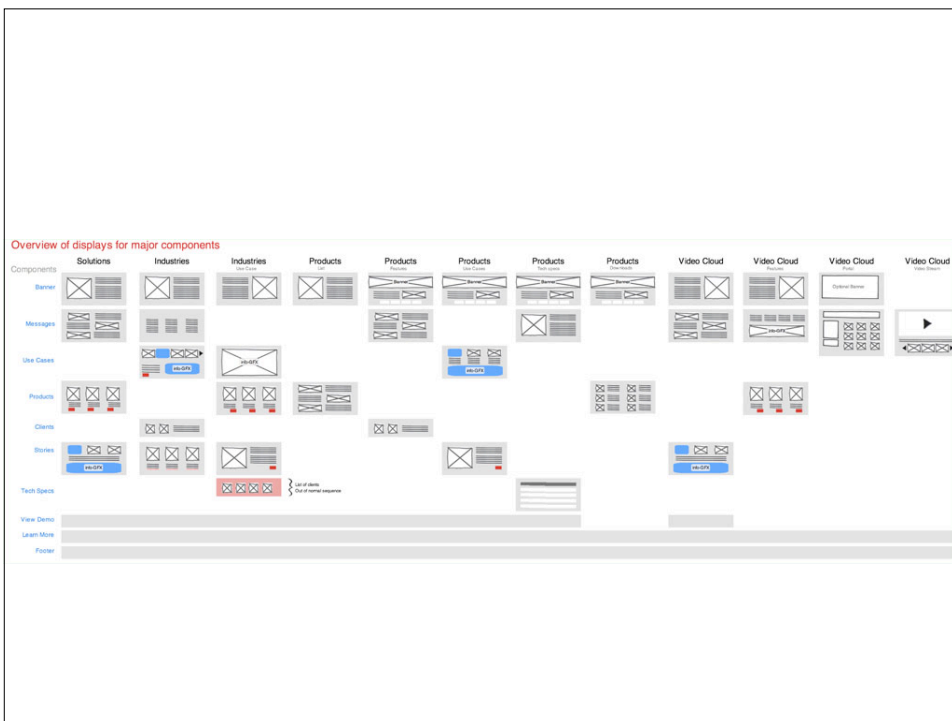 Overview of displays for major components
Components
Solutions
Industries
Industries
Use Case
Products
List
Products
Features
Products
Use Cases
Products
Tech specs
Products
Downloads
Video Cloud
Video Cloud
Features
Video Cloud
Portal
Video Cloud
Video Stream
Banner
Banner
Banner
Banner
Banner
Optional Banner
Messages
Info-GFX
Use Cases
Info-GFX
Info-GFX
Info-GFX
Products
Clients
Stories
Info-GFX
Info-GFX
Tech Specs
List of clients
Out of normal sequence
View Demo
Learn More
Footer